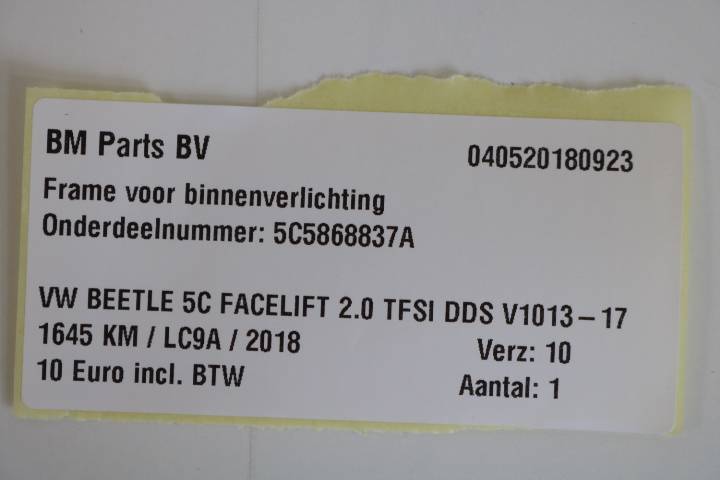 BM Parts BV 040520180923
Frame voor binnenverlichting
Onderdeelnummer: 5C5868837A
VW BEETLE 5C FACELIFT 2.0 TFSI DDS V1013-17
1645 KM / LC9A / 2018 Verz: 10
10 Euro incl. BTW Aantal: 1